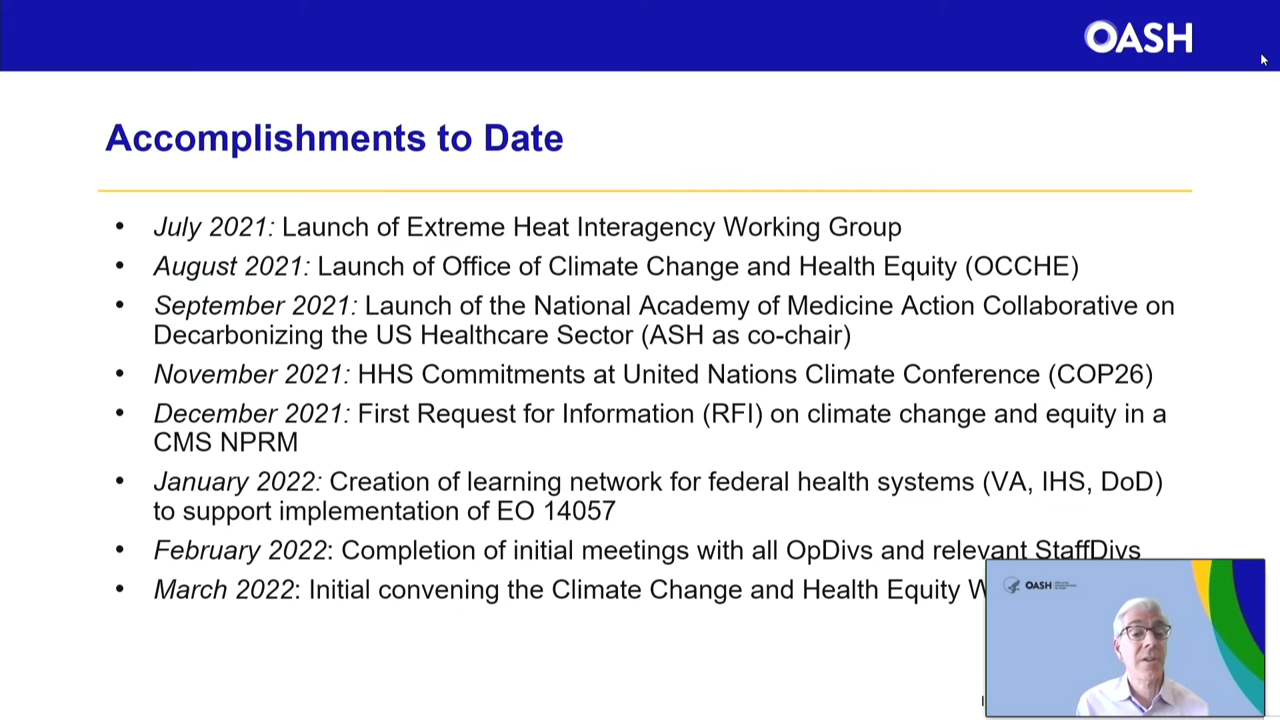 OASH
Accomplishments to Date
• July 2021: Launch of Extreme Heat Interagency Working Group
• August 2021: Launch of Office of Climate Change and Health Equity (OCCHE)
• September 2021: Launch of the National Academy of Medicine Action Collaborative on
Decarbonizing the US Healthcare Sector (ASH as co-chair)
• November 2021: HHS Commitments at United Nations Climate Conference (COP26)
• December 2021: First Request for Information (RFI) on climate change and equity in a
CMS NPRM
• January 2022: Creation of learning network for federal health systems (VA, IHS, DoD)
to support implementation of EO 14057
• February 2022: Completion of initial meetings with all OpDivs and relevant StaffDivs
• March 2022: Initial convening the Climate Change and Health Equity
OASH